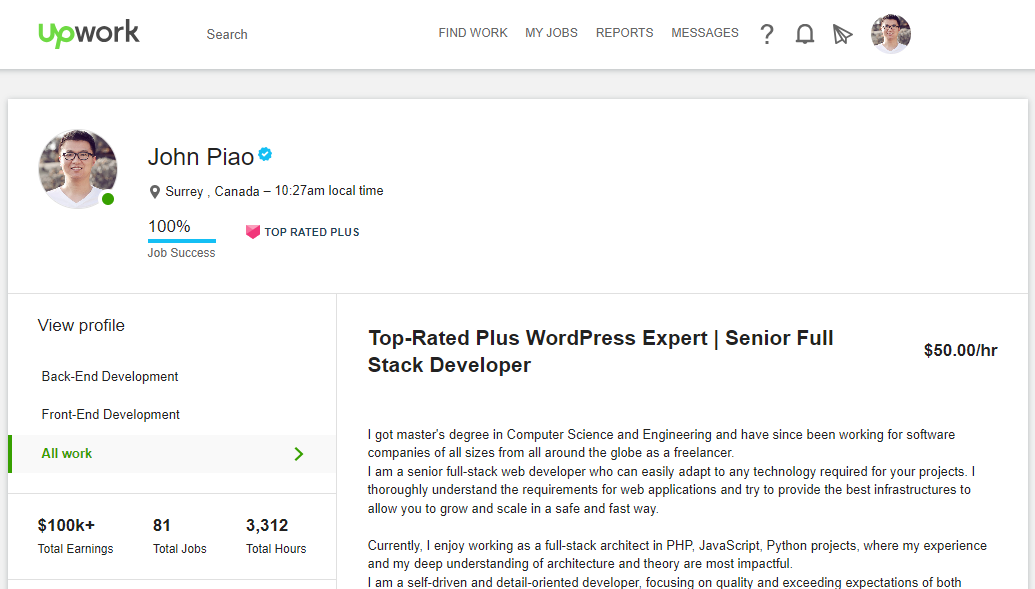 upwork
Search
FIND WORK
MY JOBS
REPORTS
MESSAGES
?
John Piao
Surrey , Canada – 10:27am local time
100%
Job Success
TOP RATED PLUS
View profile
Back-End Development
Front-End Development
All work
$100k+
Total Earnings
81
Total Jobs
3,312
Total Hours
Top-Rated Plus WordPress Expert | Senior Full
Stack Developer
$50.00/hr
I got master's degree in Computer Science and Engineering and have since been working for software
companies of all sizes from all around the globe as a freelancer.
I am a senior full-stack web developer who can easily adapt to any technology required for your projects. I
thoroughly understand the requirements for web applications and try to provide the best infrastructures to
allow you to grow and scale in a safe and fast way.
Currently, I enjoy working as a full-stack architect in PHP, JavaScript, Python projects, where my experience
and my deep understanding of architecture and theory are most impactful.
I am a self-driven and detail-oriented developer, focusing on quality and exceeding expectations of both